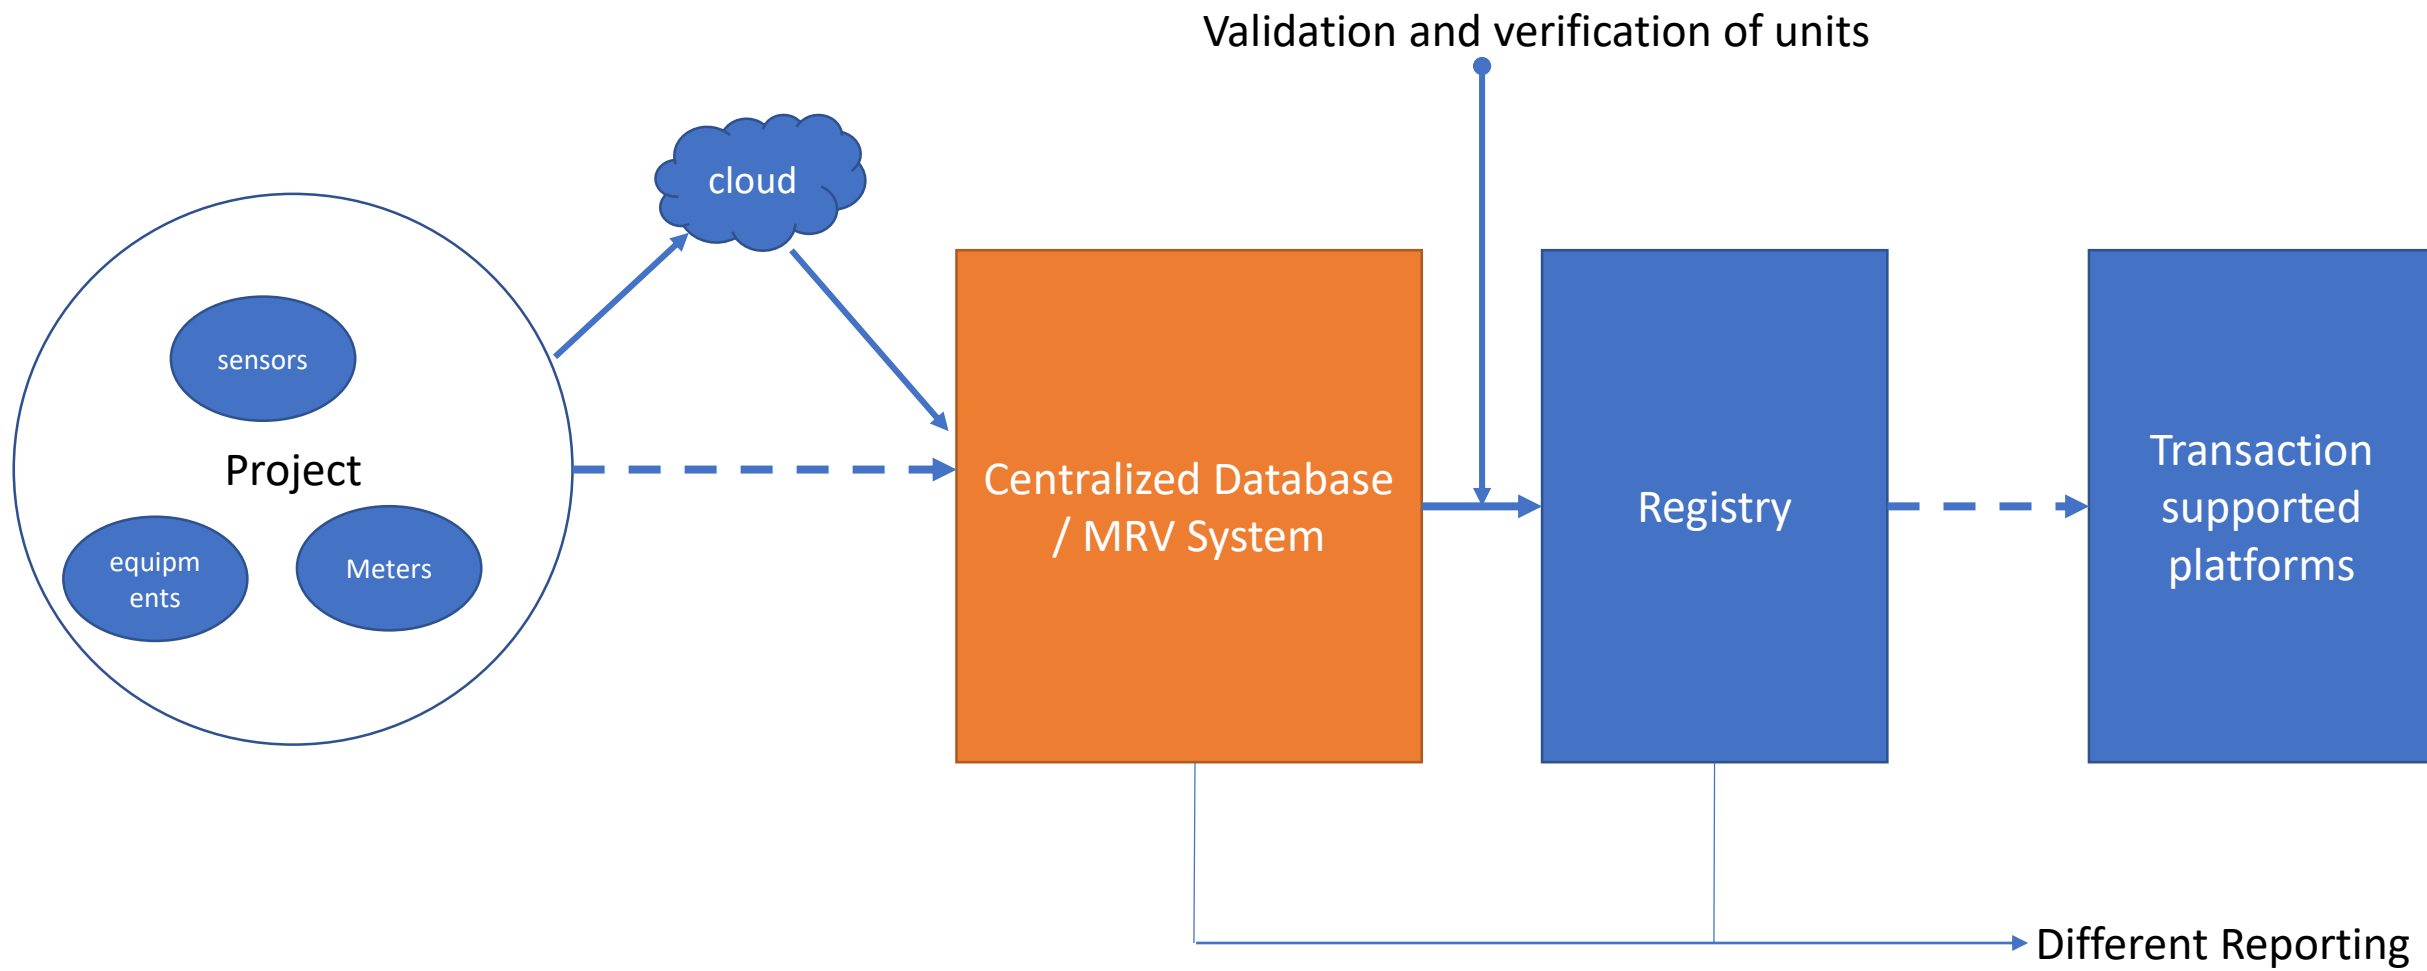 Validation and verification of units
cloud
sensors
Project
equipm
ents
Meters
Centralized Database
/ MRV System
Registry
Transaction
supported
platforms
Different Reporting